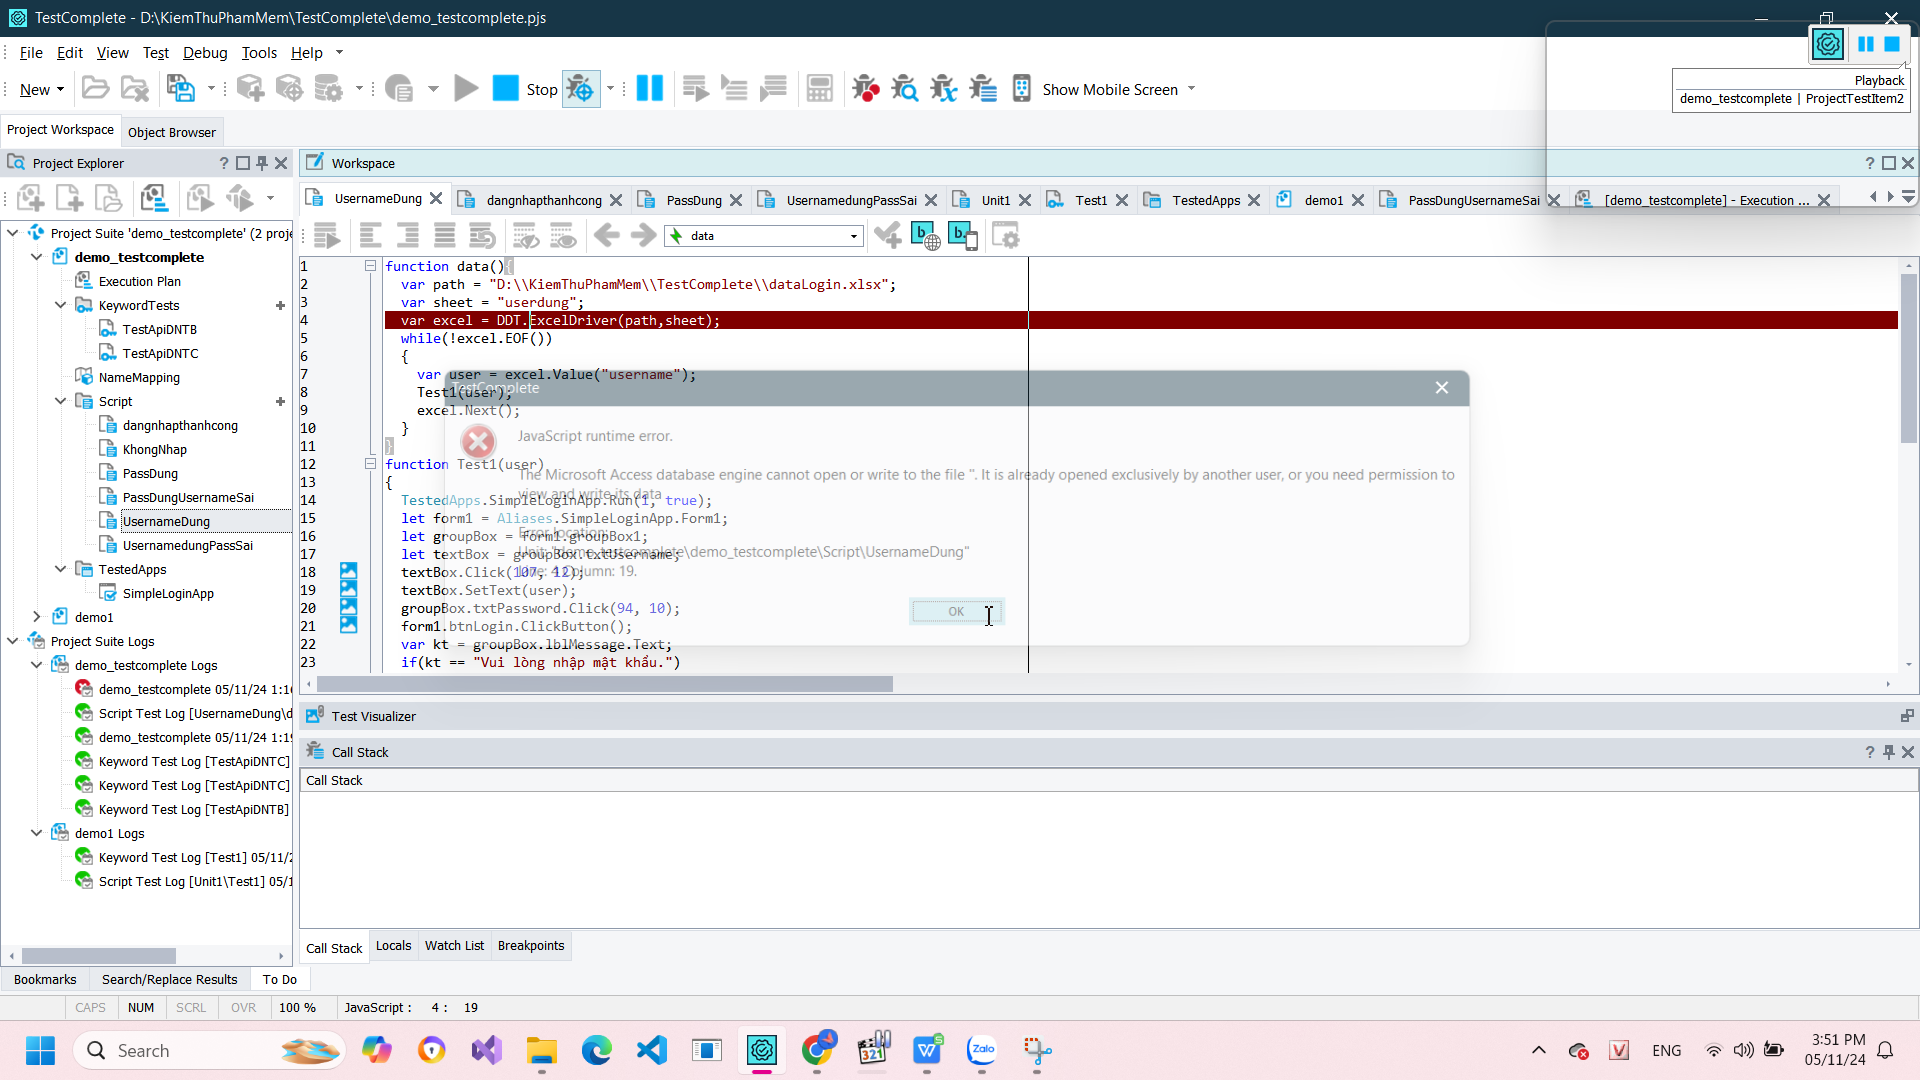 TestComplete - D:\KiemThuPhamMem\TestComplete\demo_testcomplete.pjs
File Edit View Test Debug Tools Help
New Stop Show Mobile Screen
Playback
demo_testcomplete | ProjectTestItem2
Project Workspace Object Browser
Project Explorer ?
Workspace ?
UsernameDung dangnhapthanhcong PassDung UsernamedungPassSai Unit1 Test1 TestedApps demo1 PassDungUsernameSai [demo_testcomplete] - Execution ...
data
Project Suite 'demo_testcomplete' (2 proje
demo_testcomplete
Execution Plan
KeywordTests
TestApiDNTB
TestApiDNTC
NameMapping
Script
dangnhapthanhcong
KhongNhap
PassDung
PassDungUsernameSai
UsernameDung
UsernamedungPassSai
TestedApps
SimpleLoginApp
demo1
Project Suite Logs
demo_testcomplete Logs
demo_testcomplete 05/11/24 1:16
Script Test Log [UsernameDung\d
demo_testcomplete 05/11/24 1:19
Keyword Test Log [TestApiDNTC]
Keyword Test Log [TestApiDNTC]
Keyword Test Log [TestApiDNTB]
demo1 Logs
Keyword Test Log [Test1] 05/11/2
Script Test Log [Unit1\Test1] 05/1
1 function data(){
2 var path = "D:\\KiemThuPhamMem\\TestComplete\\dataLogin.xlsx";
3 var sheet = "userdung";
4 var excel = DDT.ExcelDriver(path,sheet);
5 while(!excel.EOF())
6 {
7 var user = excel.Value("username");
8 Test1(user);
9 excel.Next();
10 }
11 }
12 function Test1(user)
13 {
14 TestedApps.SimpleLoginApp.Run(1, true);
15 let form1 = Aliases.SimpleLoginApp.Form1;
16 let groupBox = form1.groupBox1;
17 let textBox = groupBox.txtUsername;
18 textBox.Click(107, 12);
19 textBox.SetText(user);
20 groupBox.txtPassword.Click(94, 10);
21 form1.btnLogin.ClickButton();
22 var kt = groupBox.lblMessage.Text;
23 if(kt == "Vui lòng nhập mật khẩu.")
TestComplete
JavaScript runtime error.
The Microsoft Access database engine cannot open or write to the file ''. It is already opened exclusively by another user, or you need permission to
view and write its data.
Error location:
Unit: "demo_testcomplete\demo_testcomplete\Script\UsernameDung"
Line: 4 Column: 19.
OK
Test Visualizer
Call Stack ?
Call Stack
Call Stack Locals Watch List Breakpoints
Bookmarks Search/Replace Results To Do
CAPS NUM SCRL OVR 100 % JavaScript : 4 : 19
Search
321
Zalo
ENG
3:51 PM
05/11/24